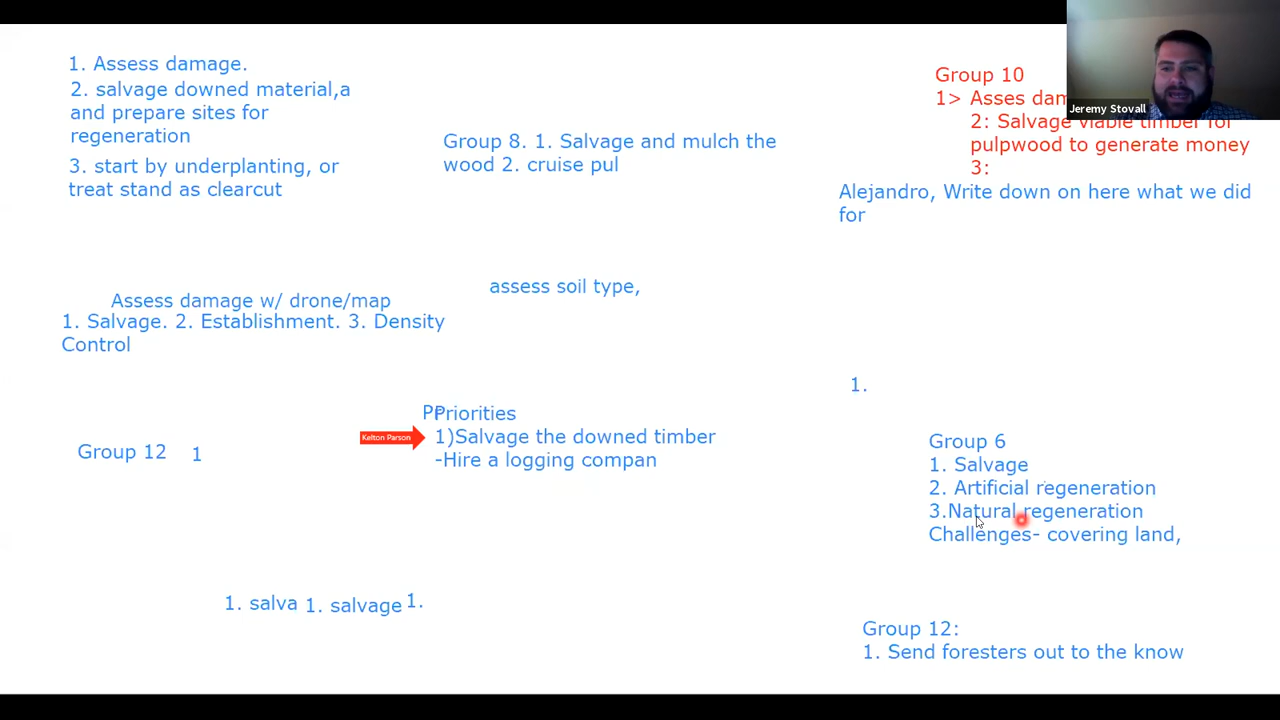 1. Assess damage.
2. salvage downed material,a
and prepare sites for
regeneration
3. start by underplanting, or
treat stand as clearcut
Group 8. 1. Salvage and mulch the
wood 2. cruise pul
Group 10
1> Asses dam
2: Salvage viable timber for
pulpwood to generate money
3:
Alejandro, Write down on here what we did
for
Jeremy Stovall
assess soil type,
Assess damage w/ drone/map
1. Salvage. 2. Establishment. 3. Density
Control
1.
Pr
Priorities
1)Salvage the downed timber
-Hire a logging compan
Kelton Parson
Group 12 1
Group 6
1. Salvage
2. Artificial regeneration
3.Natural regeneration
Challenges- covering land,
1. salva
1. salvage
1.
Group 12:
1. Send foresters out to the know